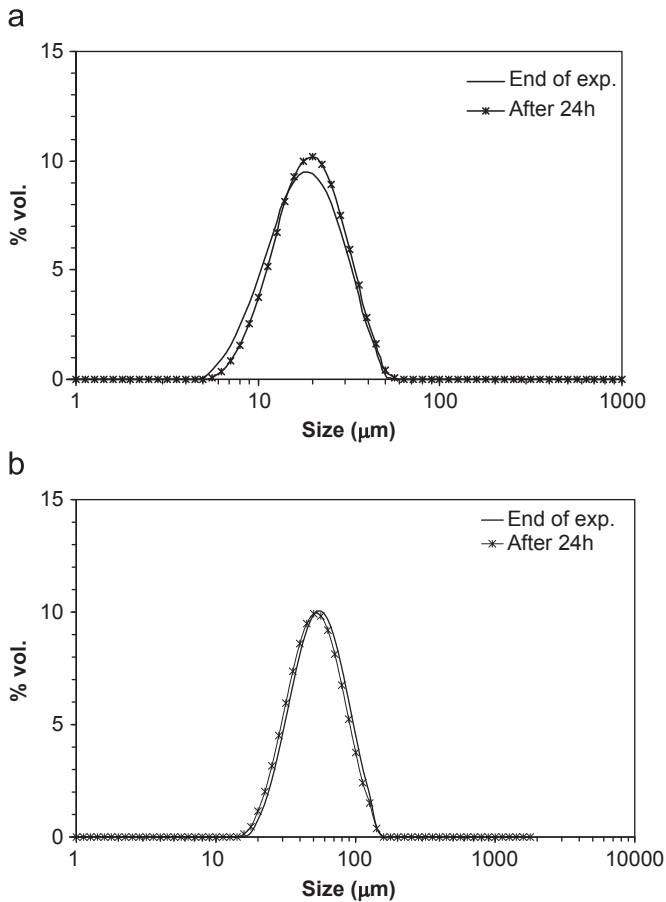 a
15
End of exp.
After 24h
10
% vol.
5
0
1 10 100 1000
Size (μm)
b
15
End of exp.
After 24h
10
% vol.
5
0
1 10 100 1000 10000
Size (μm)